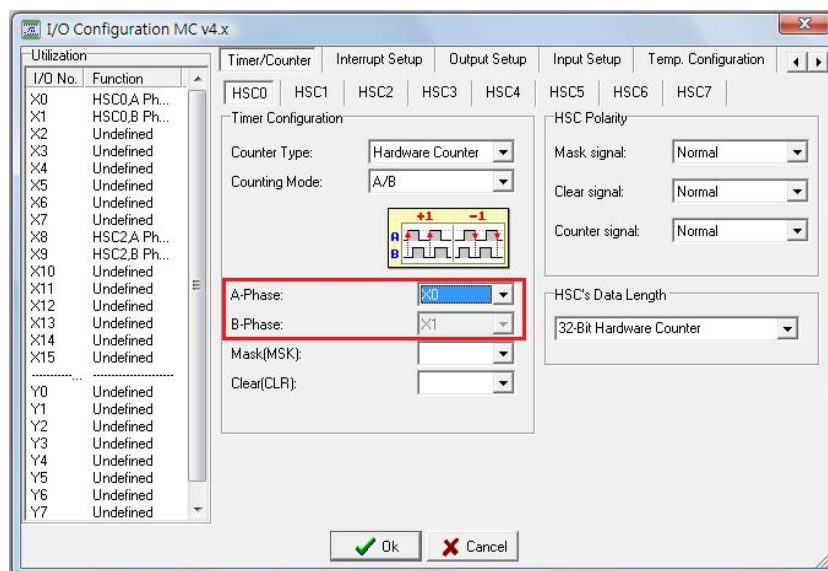 I/O Configuration MC v4.x
Utilization
I/O No. Function
X0 HSC0,A Ph...
X1 HSC0,B Ph...
X2 Undefined
X3 Undefined
X4 Undefined
X5 Undefined
X6 Undefined
X7 Undefined
X8 HSC2,A Ph...
X9 HSC2,B Ph...
X10 Undefined
X11 Undefined
X12 Undefined
X13 Undefined
X14 Undefined
X15 Undefined
-----------... --------------------
Y0 Undefined
Y1 Undefined
Y2 Undefined
Y3 Undefined
Y4 Undefined
Y5 Undefined
Y6 Undefined
Y7 Undefined
Timer/Counter Interrupt Setup Output Setup Input Setup Temp. Configuration
HSC0 HSC1 HSC2 HSC3 HSC4 HSC5 HSC6 HSC7
Timer Configuration
Counter Type: Hardware Counter
Counting Mode: A/B
+1 -1
A
B
A-Phase: X0
B-Phase: X1
Mask(MSK):
Clear(CLR):
HSC Polarity
Mask signal: Normal
Clear signal: Normal
Counter signal: Normal
HSC's Data Length
32-Bit Hardware Counter
Ok Cancel